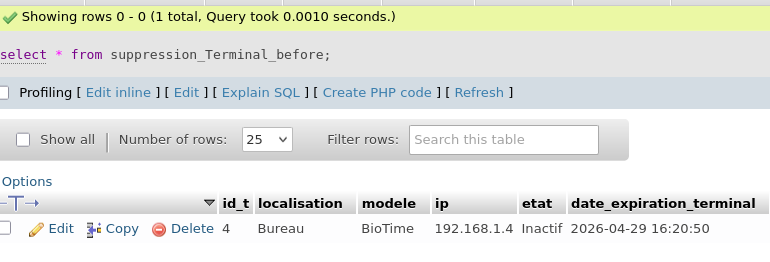 Showing rows 0 - 0 (1 total, Query took 0.0010 seconds.)
select * from suppression_Terminal_before;
Profiling [ Edit inline ] [ Edit ] [ Explain SQL ] [ Create PHP code ] [ Refresh ]
Show all Number of rows: 25 Filter rows: Search this table
Options
id_t localisation modele ip etat date_expiration_terminal
Edit Copy Delete 4 Bureau BioTime 192.168.1.4 Inactif 2026-04-29 16:20:50